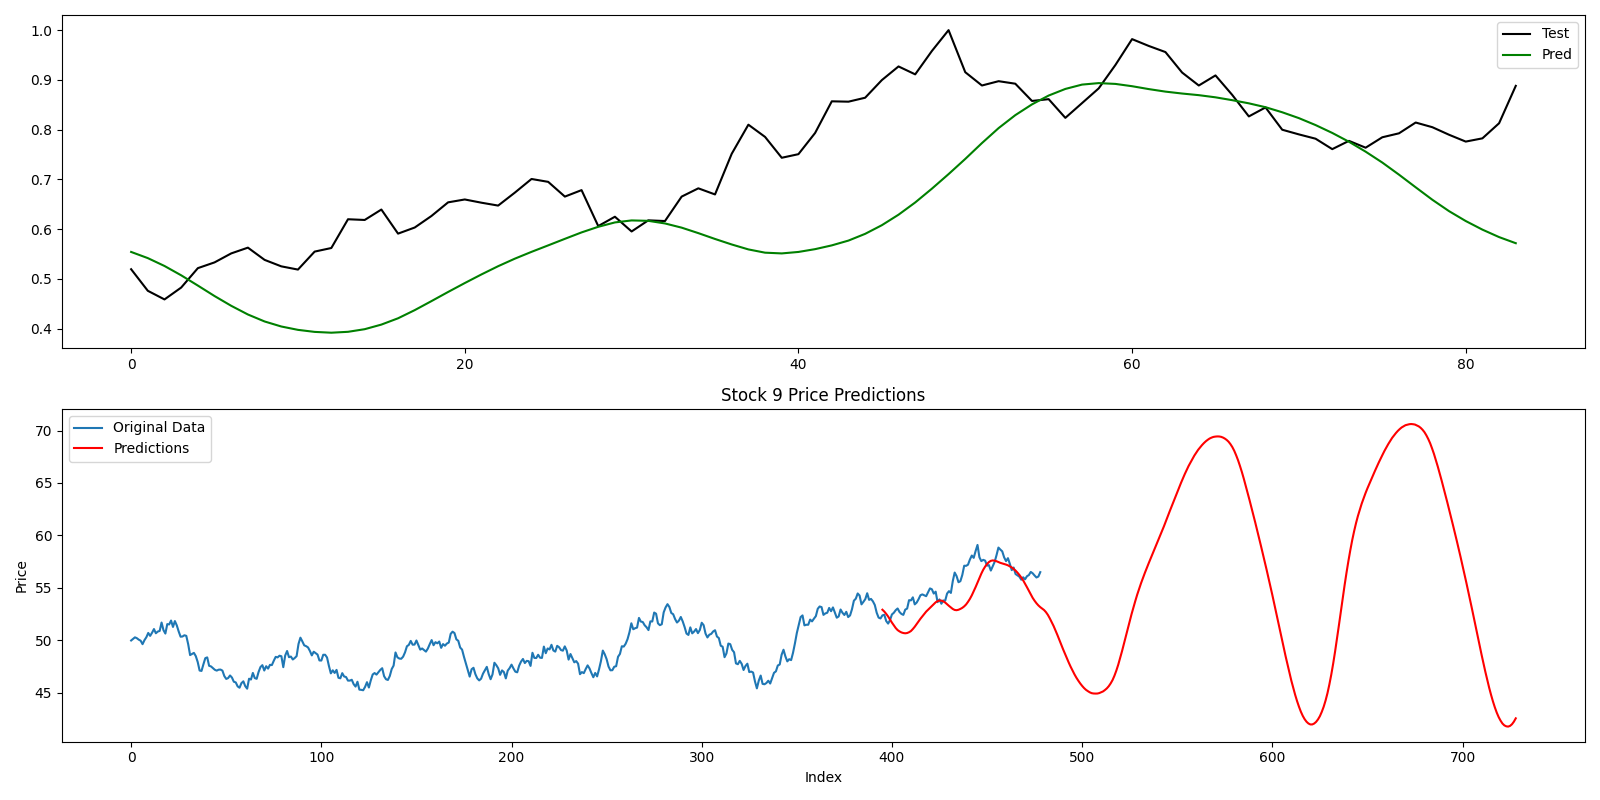 1.0
0.9
0.8
0.7
0.6
0.5
0.4
Test
Pred
0 20 40 60 80
Stock 9 Price Predictions
Original Data
Predictions
70
65
60
55
50
45
Price
0 100 200 300 400 500 600 700
Index